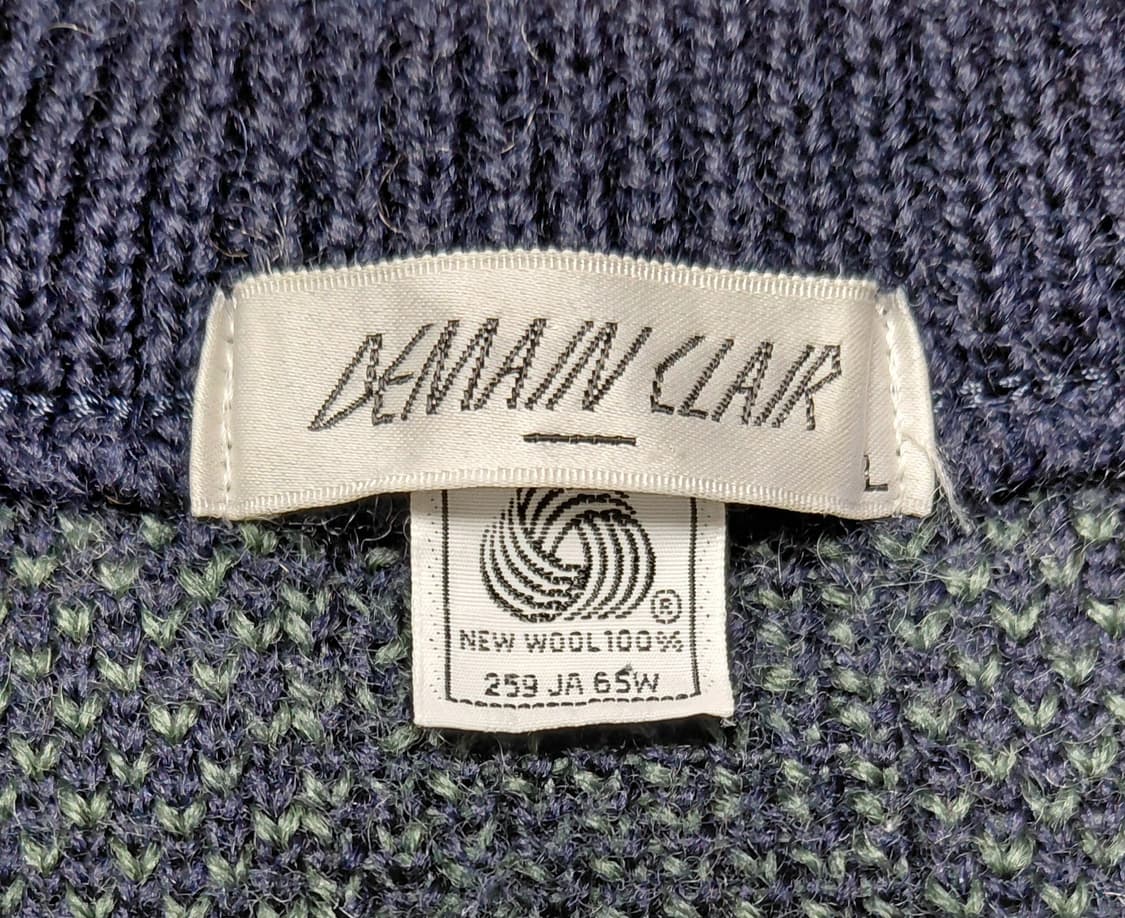 DEMAIN CLAIR
L
®
NEW WOOL 100%
259 JA 65W